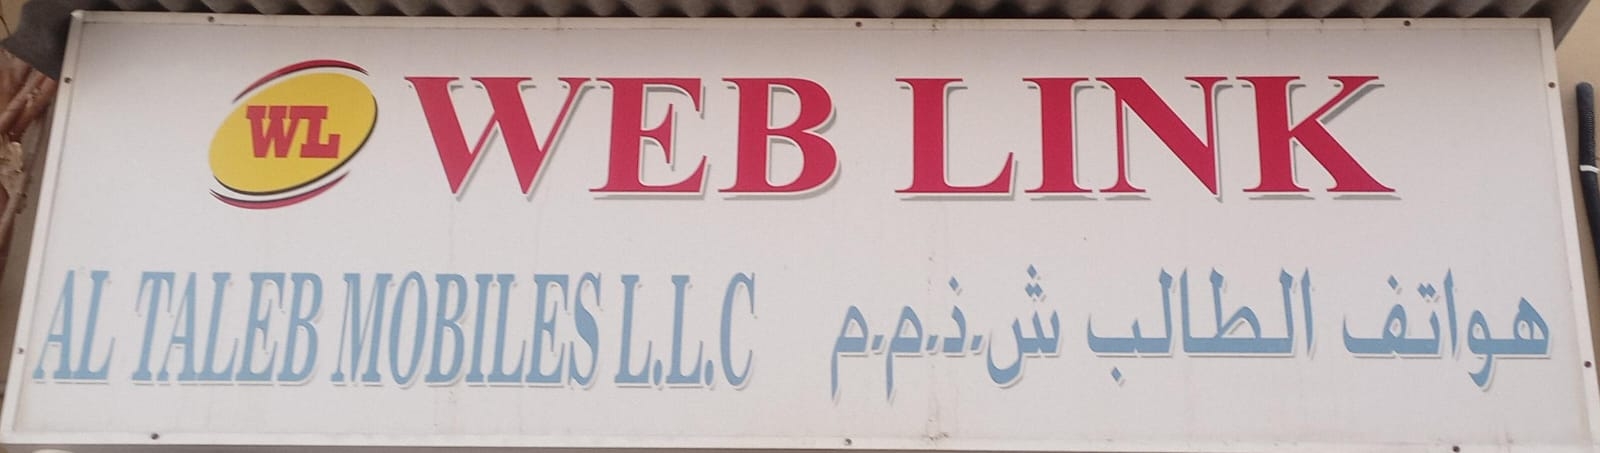 WL WEB LINK
AL TALEB MOBILES L.L.C هواتف الطالب ش.ذ.م.م